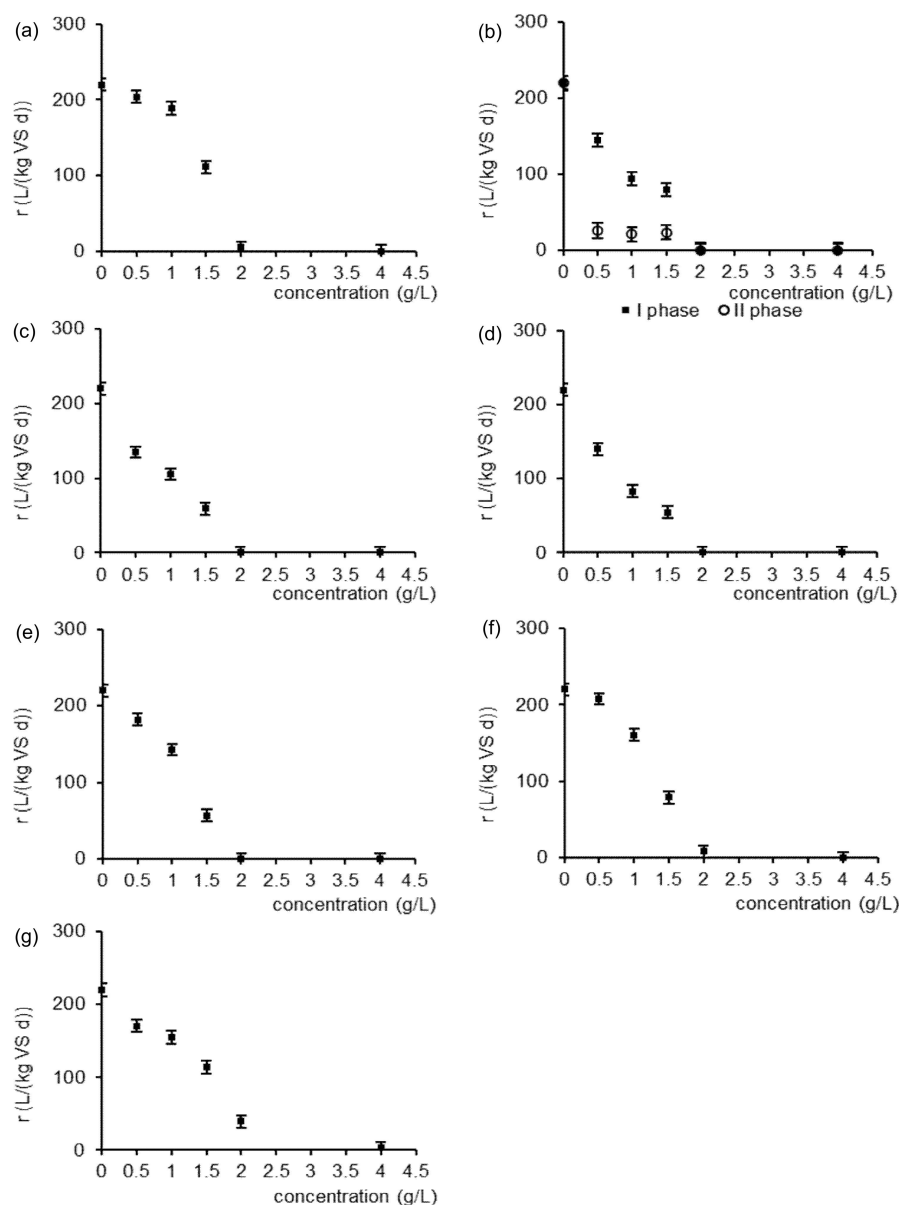 (a)
300
200
100
0
r (L/(kg VS d))
0 0.5 1 1.5 2 2.5 3 3.5 4 4.5
concentration (g/L)
(b)
300
200
100
0
r (L/(kg VS d))
0 0.5 1 1.5 2 2.5 3 3.5 4 4.5
concentration (g/L)
I phase II phase
(c)
300
200
100
0
r (L/(kg VS d))
0 0.5 1 1.5 2 2.5 3 3.5 4 4.5
concentration (g/L)
(d)
300
200
100
0
r (L/(kg VS d))
0 0.5 1 1.5 2 2.5 3 3.5 4 4.5
concentration (g/L)
(e)
300
200
100
0
r (L/(kg VS d))
0 0.5 1 1.5 2 2.5 3 3.5 4 4.5
concentration (g/L)
(f)
300
200
100
0
r (L/(kg VS d))
0 0.5 1 1.5 2 2.5 3 3.5 4 4.5
concentration (g/L)
(g)
300
200
100
0
r (L/(kg VS d))
0 0.5 1 1.5 2 2.5 3 3.5 4 4.5
concentration (g/L)